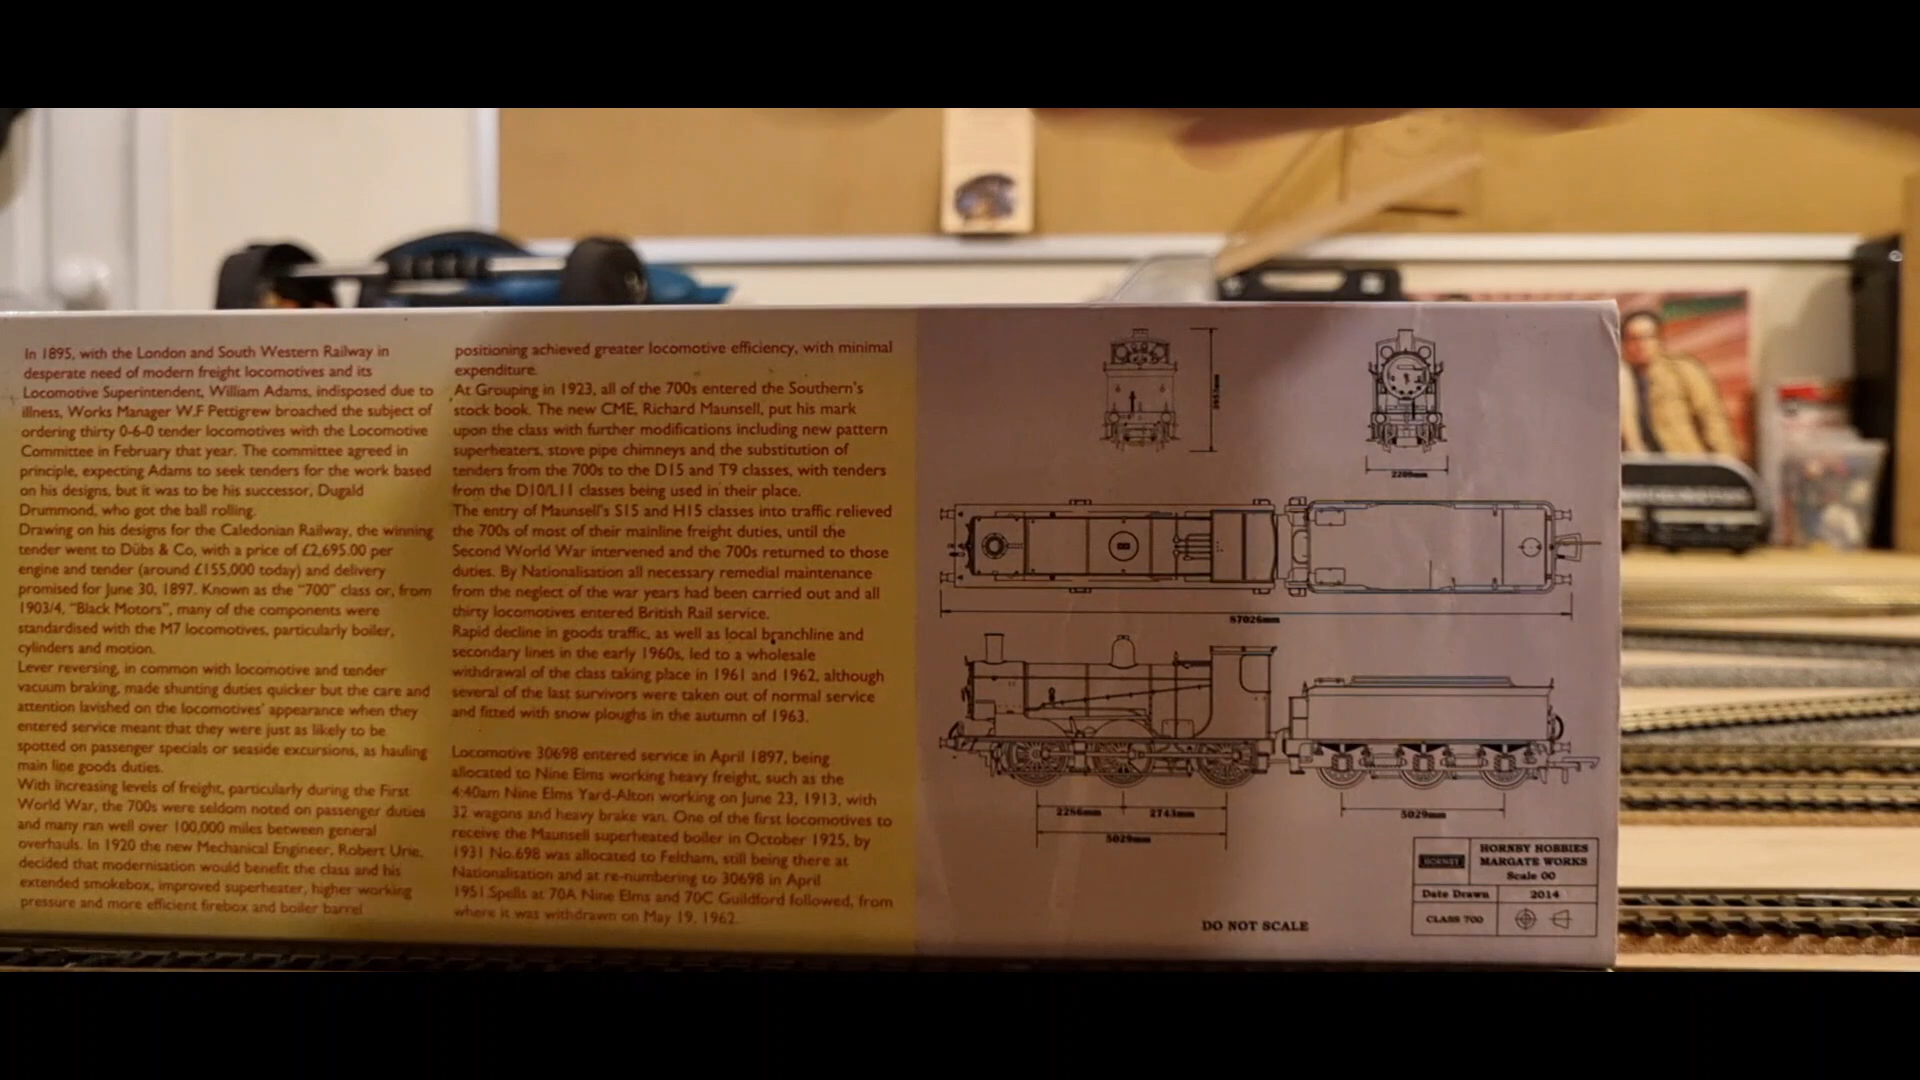 In 1895, with the London and South Western Railway in
desperate need of modern freight locomotives and its
Locomotive Superintendent, William Adams, indisposed due to
illness, Works Manager W.F Pettigrew broached the subject of
ordering thirty 0-6-0 tender locomotives with the Locomotive
Committee in February that year. The committee agreed in
principle, expecting Adams to seek tenders for the work based
on his designs, but it was to be his successor, Dugald
Drummond, who got the ball rolling.
Drawing on his designs for the Caledonian Railway, the winning
tender went to Dübs & Co, with a price of £2,695.00 per
engine and tender (around £155,000 today) and delivery
promised for June 30, 1897. Known as the "700" class or, from
1903/4, "Black Motors", many of the components were
standardised with the M7 locomotives, particularly boiler,
cylinders and motion.
Lever reversing, in common with locomotive and tender
vacuum braking, made shunting duties quicker but the care and
attention lavished on the locomotives' appearance when they
entered service meant that they were just as likely to be
spotted on passenger specials or seaside excursions, as hauling
main line goods duties.
With increasing levels of freight, particularly during the First
World War, the 700s were seldom noted on passenger duties
and many ran well over 100,000 miles between general
overhauls. In 1920 the new Mechanical Engineer, Robert Urie,
decided that modernisation would benefit the class and his
extended smokebox, improved superheater, higher working
pressure and more efficient firebox and boiler barrel
positioning achieved greater locomotive efficiency, with minimal
expenditure.
At Grouping in 1923, all of the 700s entered the Southern's
stock book. The new CME, Richard Maunsell, put his mark
upon the class with further modifications including new pattern
superheaters, stove pipe chimneys and the substitution of
tenders from the 700s to the D15 and T9 classes, with tenders
from the D10/L11 classes being used in their place.
The entry of Maunsell's S15 and H15 classes into traffic relieved
the 700s of most of their mainline freight duties, until the
Second World War intervened and the 700s returned to those
duties. By Nationalisation all necessary remedial maintenance
from the neglect of the war years had been carried out and all
thirty locomotives entered British Rail service.
Rapid decline in goods traffic, as well as local branchline and
secondary lines in the early 1960s, led to a wholesale
withdrawal of the class taking place in 1961 and 1962, although
several of the last survivors were taken out of normal service
and fitted with snow ploughs in the autumn of 1963.
Locomotive 30698 entered service in April 1897, being
allocated to Nine Elms working heavy freight, such as the
4:40am Nine Elms Yard-Alton working on June 23, 1913, with
32 wagons and heavy brake van. One of the first locomotives to
receive the Maunsell superheated boiler in October 1925, by
1931 No.698 was allocated to Feltham, still being there at
Nationalisation and at re-numbering to 30698 in April
1951.Spells at 70A Nine Elms and 70C Guildford followed, from
where it was withdrawn on May 19, 1962.
87026mm
2286mm
2743mm
5029mm
5029mm
DO NOT SCALE
HORNBY
HORNBY HOBBIES
MARGATE WORKS
Scale 00
Date Drawn
2014
CLASS 700